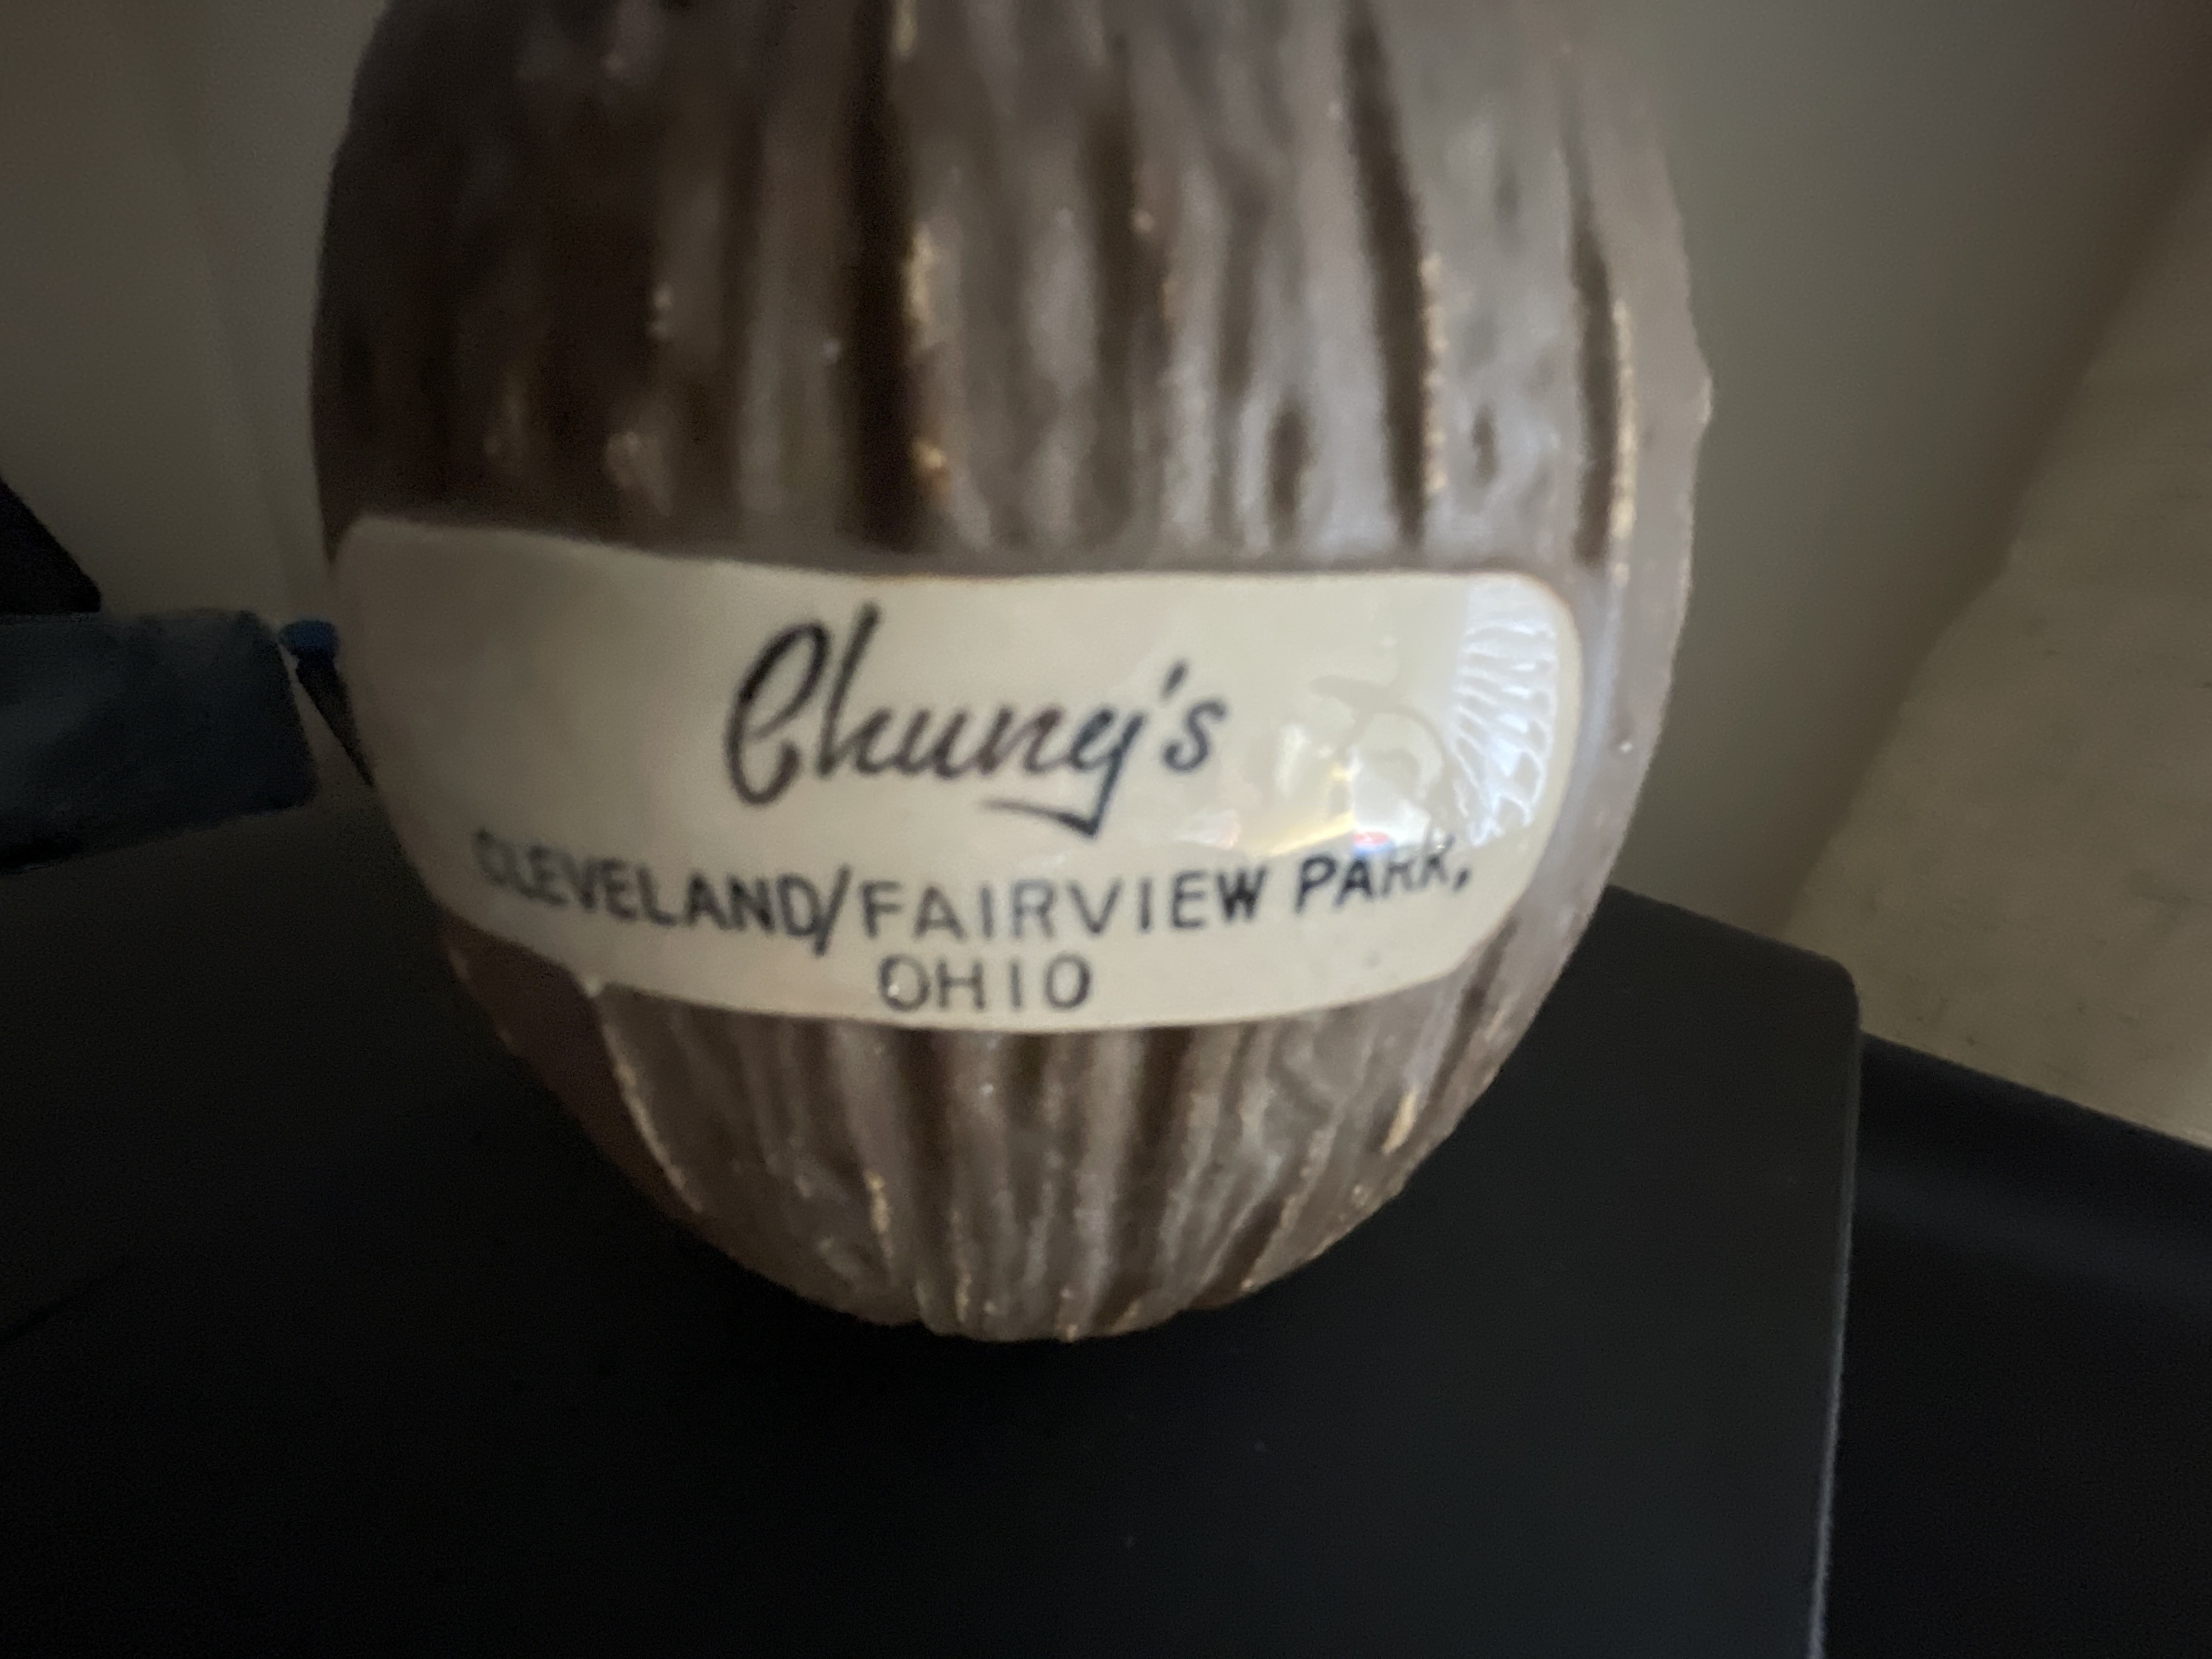 Chung's
CLEVELAND/FAIRVIEW PARK,
OHIO